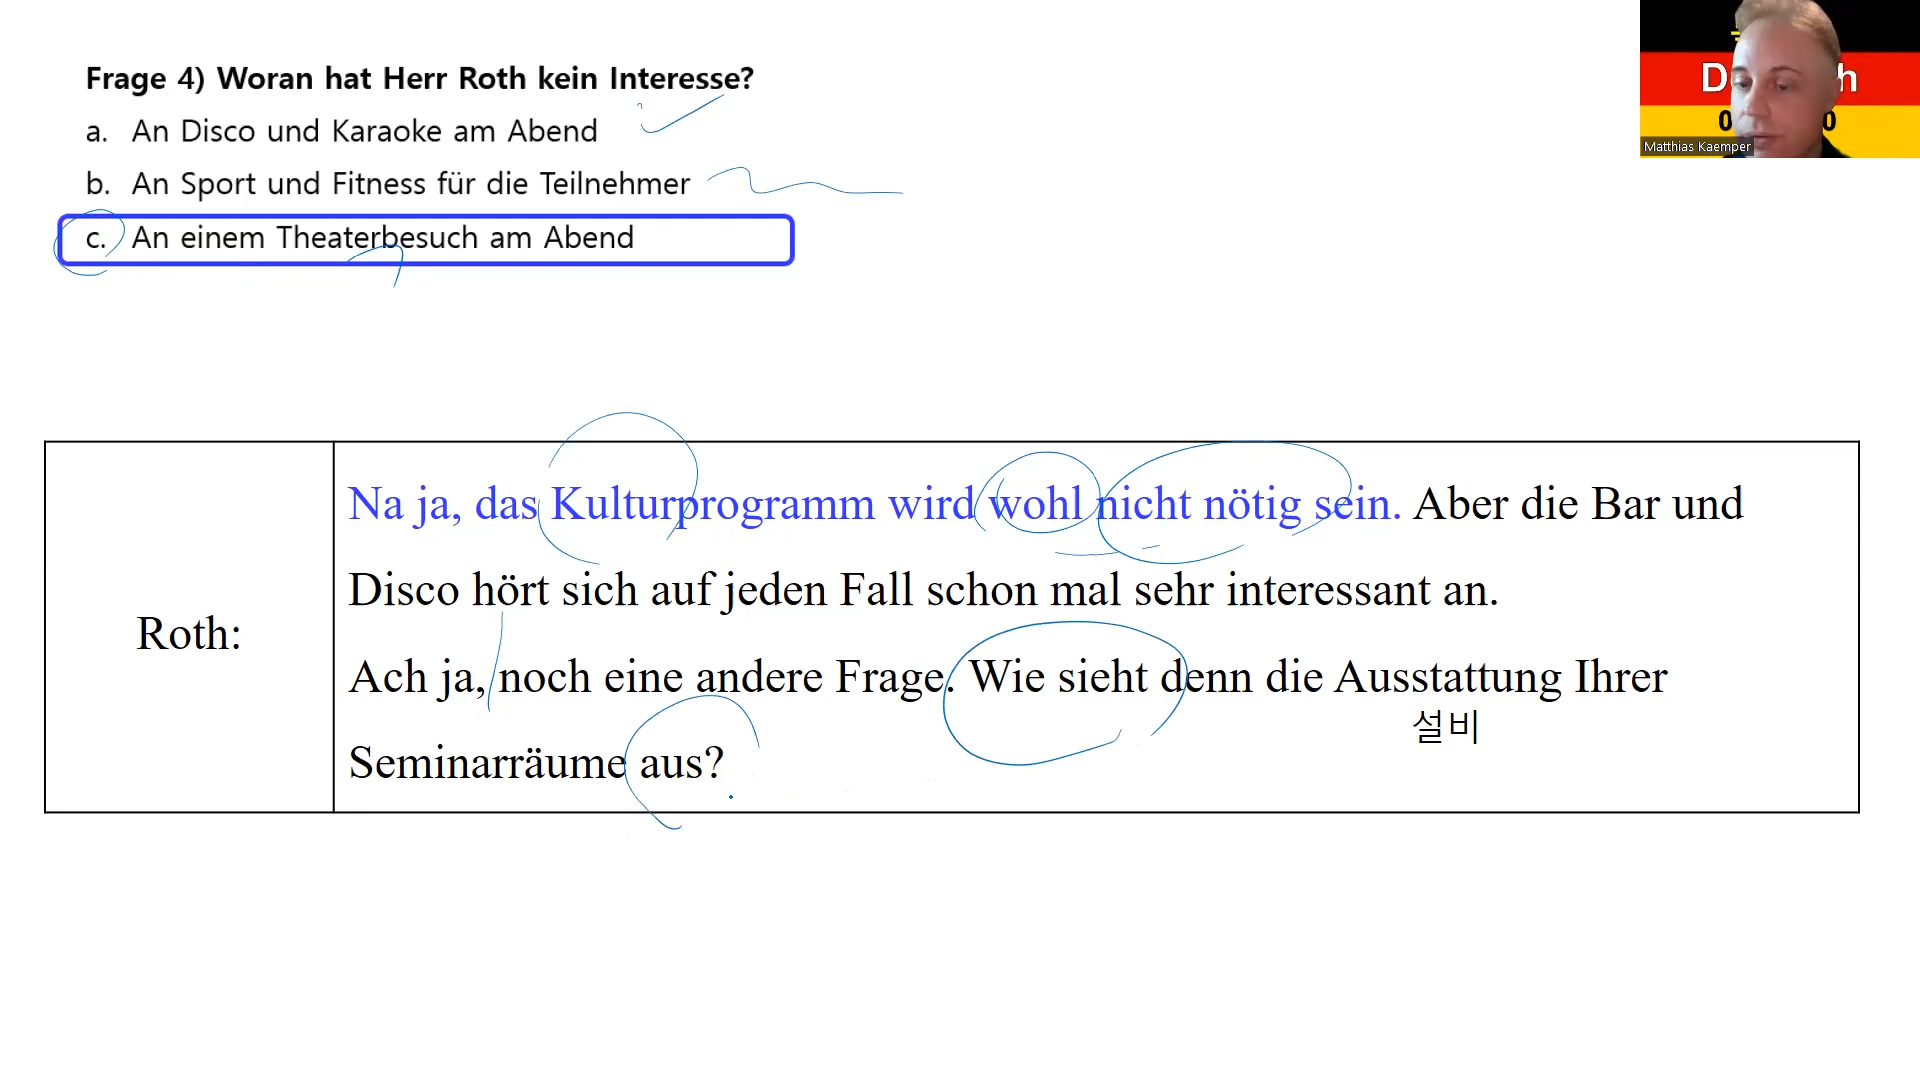 Frage 4) Woran hat Herr Roth kein Interesse?
a. An Disco und Karaoke am Abend
b. An Sport und Fitness für die Teilnehmer
c. An einem Theaterbesuch am Abend
Matthias Kaemper
Roth:
Na ja, das Kulturprogramm wird wohl nicht nötig sein. Aber die Bar und
Disco hört sich auf jeden Fall schon mal sehr interessant an.
Ach ja, noch eine andere Frage. Wie sieht denn die Ausstattung Ihrer
설비
Seminarräume aus?